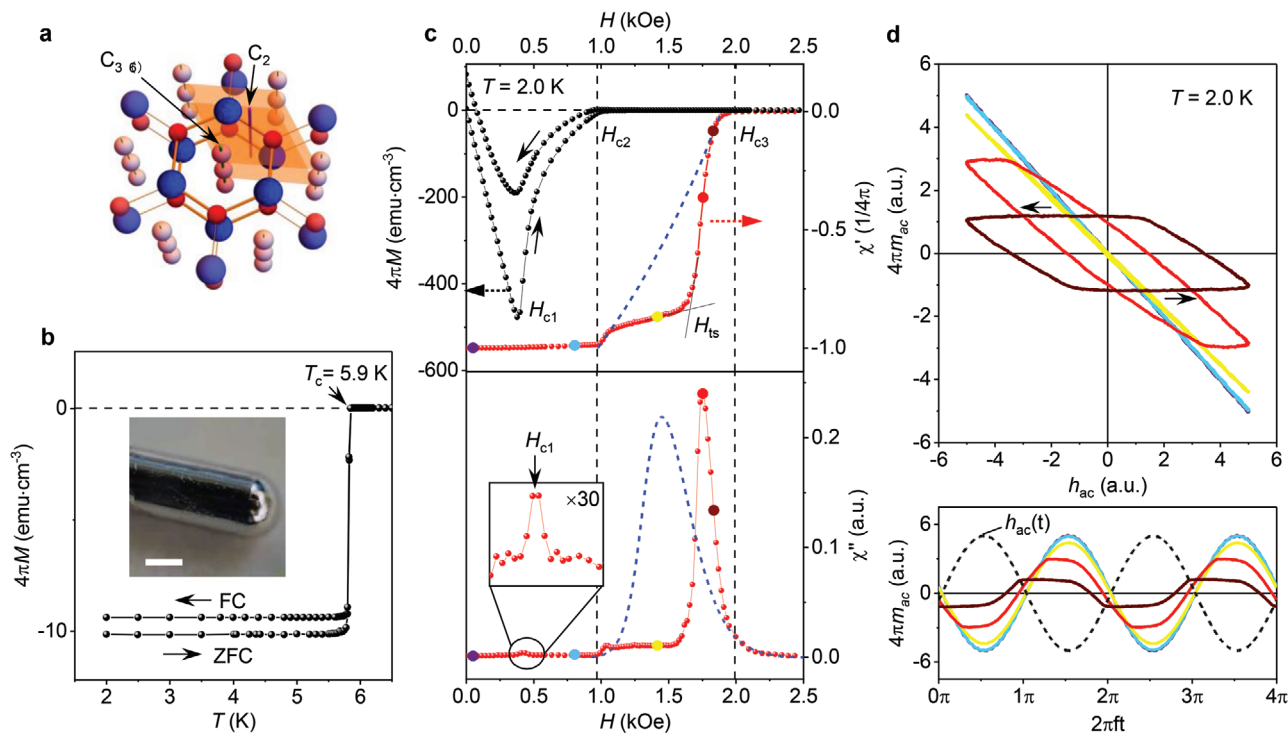 a
C3 (6)
C2
b
Tc = 5.9 K
0
-10
4πM (emu·cm⁻³)
FC
ZFC
2
3
4
5
6
T (K)
c
H (kOe)
0.0
0.5
1.0
1.5
2.0
2.5
T = 2.0 K
0
-200
-400
-600
4πM (emu·cm⁻³)
Hc1
Hc2
Hc3
Hts
0.0
-0.5
-1.0
χ' (1/4π)
Hc1
×30
0.2
0.1
0.0
χ" (a.u.)
0.0
0.5
1.0
1.5
2.0
2.5
H (kOe)
d
T = 2.0 K
6
4
2
0
-2
-4
-6
4πmac (a.u.)
-6
-4
-2
0
2
4
6
hac (a.u.)
hac(t)
6
0
-6
4πmac (a.u.)
0π
1π
2π
3π
4π
2πft